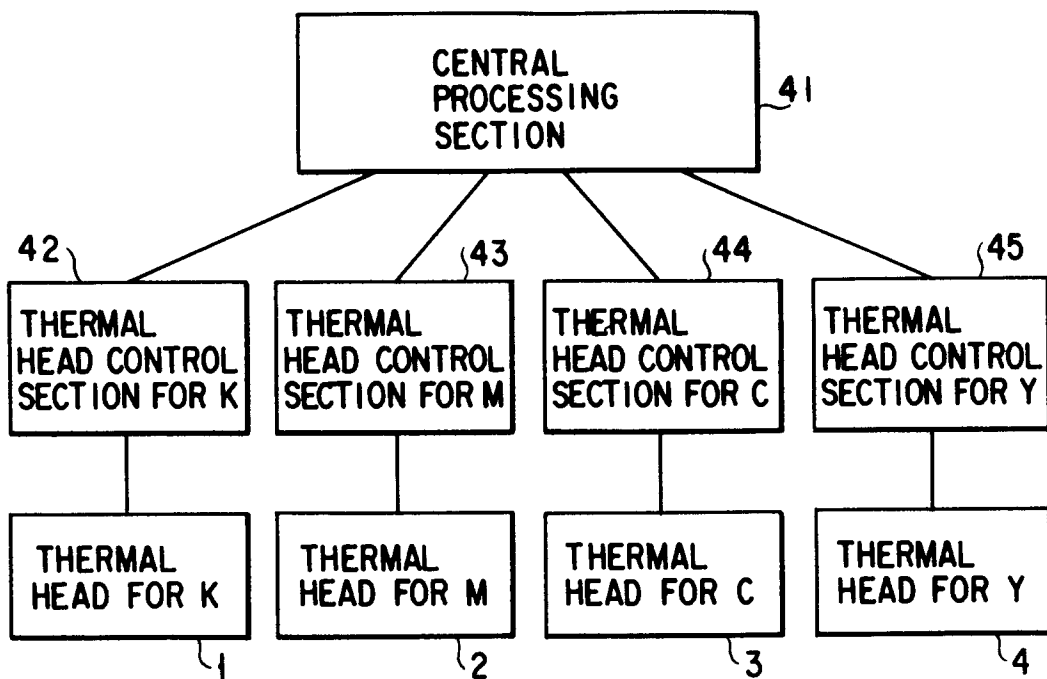 CENTRAL
PROCESSING
SECTION
41
42
43
44
45
THERMAL
HEAD CONTROL
SECTION FOR K
THERMAL
HEAD CONTROL
SECTION FOR M
THERMAL
HEAD CONTROL
SECTION FOR C
THERMAL
HEAD CONTROL
SECTION FOR Y
THERMAL
HEAD FOR K
THERMAL
HEAD FOR M
THERMAL
HEAD FOR C
THERMAL
HEAD FOR Y
1
2
3
4